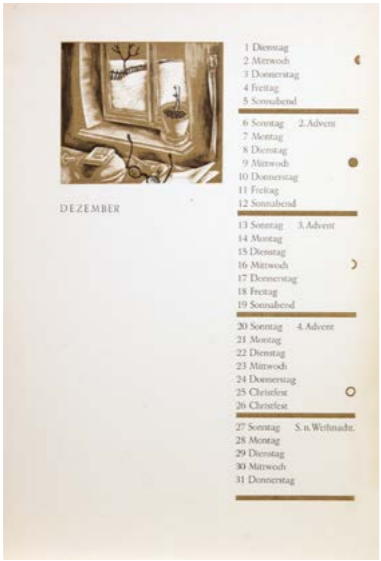 DEZEMBER
1 Dienstag
2 Mittwoch
3 Donnerstag
4 Freitag
5 Sonnabend
6 Sonntag 2. Advent
7 Montag
8 Dienstag
9 Mittwoch
10 Donnerstag
11 Freitag
12 Sonnabend
13 Sonntag 3. Advent
14 Montag
15 Dienstag
16 Mittwoch
17 Donnerstag
18 Freitag
19 Sonnabend
20 Sonntag 4. Advent
21 Montag
22 Dienstag
23 Mittwoch
24 Donnerstag
25 Christfest
26 Christfest
27 Sonntag S. n. Weihnacht.
28 Montag
29 Dienstag
30 Mittwoch
31 Donnerstag